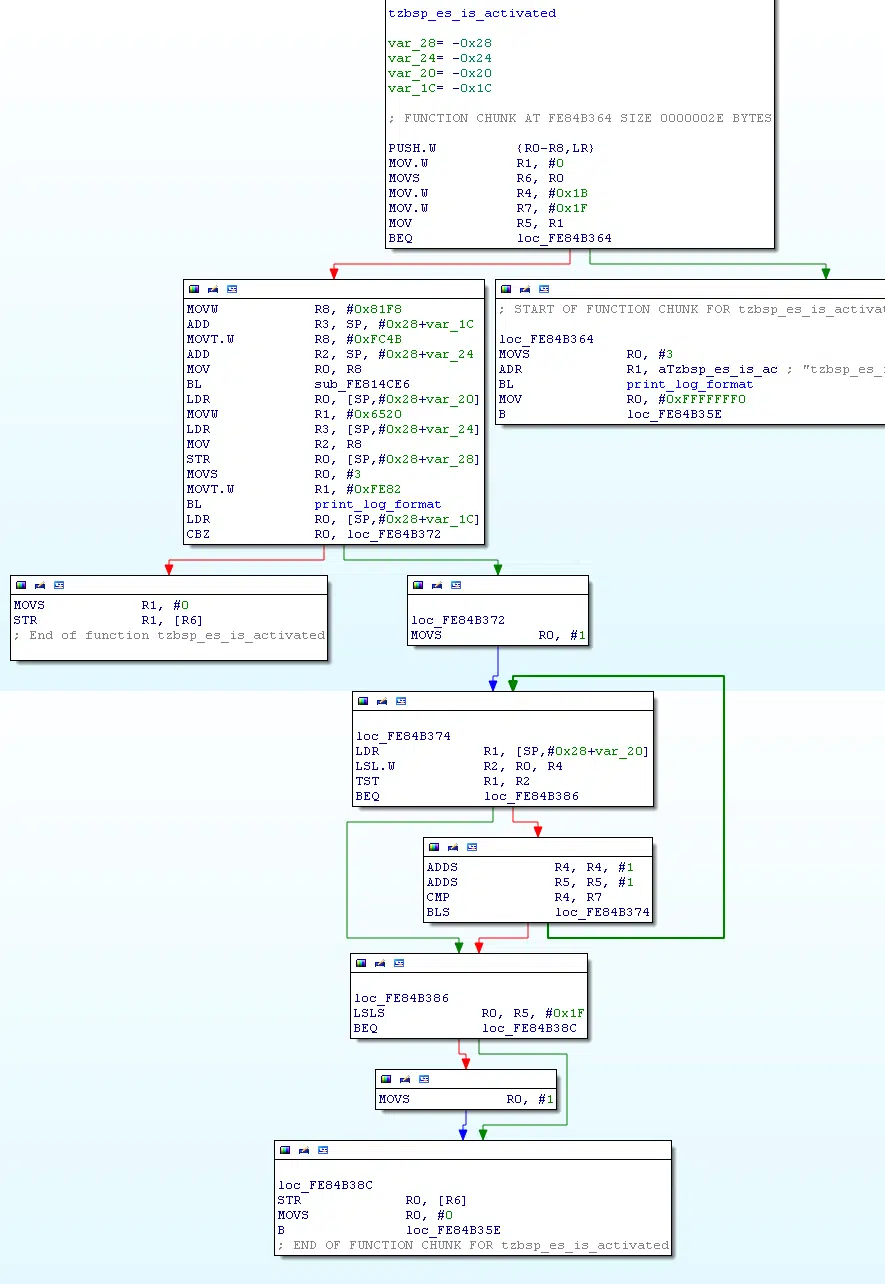 tzbsp_es_is_activated
var_28= -0x28
var_24= -0x24
var_20= -0x20
var_1C= -0x1C
; FUNCTION CHUNK AT FE84B364 SIZE 0000002E BYTES
PUSH.W {R0-R8,LR}
MOV.W R1, #0
MOVS R6, R0
MOV.W R4, #0x1B
MOV.W R7, #0x1F
MOV R5, R1
BEQ loc_FE84B364
MOVW R8, #0x81F8
ADD R3, SP, #0x28+var_1C
MOVT.W R8, #0xFC4B
ADD R2, SP, #0x28+var_24
MOV R0, R8
BL sub_FE814CE6
LDR R0, [SP,#0x28+var_20]
MOVW R1, #0x6520
LDR R3, [SP,#0x28+var_24]
MOV R2, R8
STR R0, [SP,#0x28+var_28]
MOVS R0, #3
MOVT.W R1, #0xFE82
BL print_log_format
LDR R0, [SP,#0x28+var_1C]
CBZ R0, loc_FE84B372
; START OF FUNCTION CHUNK FOR tzbsp_es_is_activat
loc_FE84B364
MOVS R0, #3
ADR R1, aTzbsp_es_is_ac ; "tzbsp_es_
BL print_log_format
MOV R0, #0xFFFFFFF0
B loc_FE84B35E
MOVS R1, #0
STR R1, [R6]
; End of function tzbsp_es_is_activated
loc_FE84B372
MOVS R0, #1
loc_FE84B374
LDR R1, [SP,#0x28+var_20]
LSL.W R2, R0, R4
TST R1, R2
BEQ loc_FE84B386
ADDS R4, R4, #1
ADDS R5, R5, #1
CMP R4, R7
BLS loc_FE84B374
loc_FE84B386
LSLS R0, R5, #0x1F
BEQ loc_FE84B38C
MOVS R0, #1
loc_FE84B38C
STR R0, [R6]
MOVS R0, #0
B loc_FE84B35E
; END OF FUNCTION CHUNK FOR tzbsp_es_is_activated